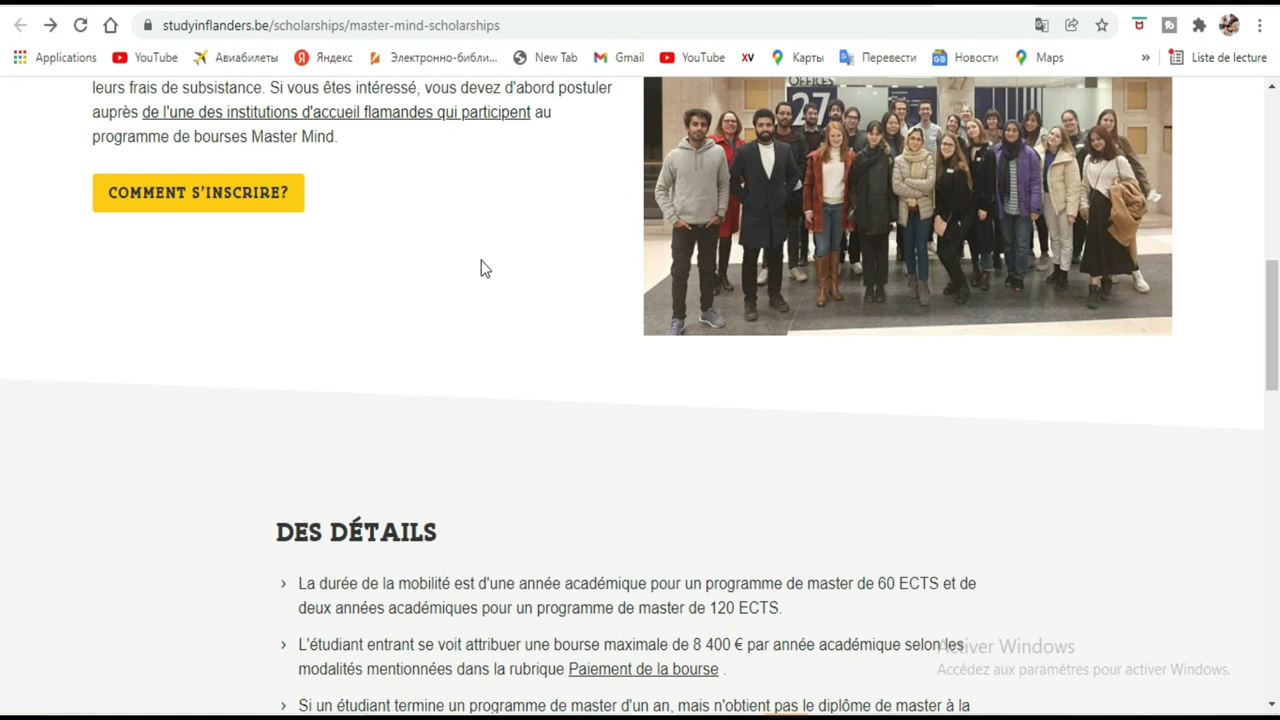 studyinflanders.be/scholarships/master-mind-scholarships
Applications YouTube Авиабилеты Яндекс Электронно-библи... New Tab Gmail YouTube XV Карты Перевести Новости Maps » Liste de lecture
leurs frais de subsistance. Si vous êtes intéressé, vous devez d'abord postuler
auprès de l'une des institutions d'accueil flamandes qui participent au
programme de bourses Master Mind.
COMMENT S'INSCRIRE?
OFFICES
27
27
DES DÉTAILS
La durée de la mobilité est d'une année académique pour un programme de master de 60 ECTS et de
deux années académiques pour un programme de master de 120 ECTS.
L'étudiant entrant se voit attribuer une bourse maximale de 8 400 € par année académique selon les
modalités mentionnées dans la rubrique Paiement de la bourse .
Si un étudiant termine un programme de master d'un an, mais n'obtient pas le diplôme de master à la
Activer Windows
Accédez aux paramètres pour activer Windows.